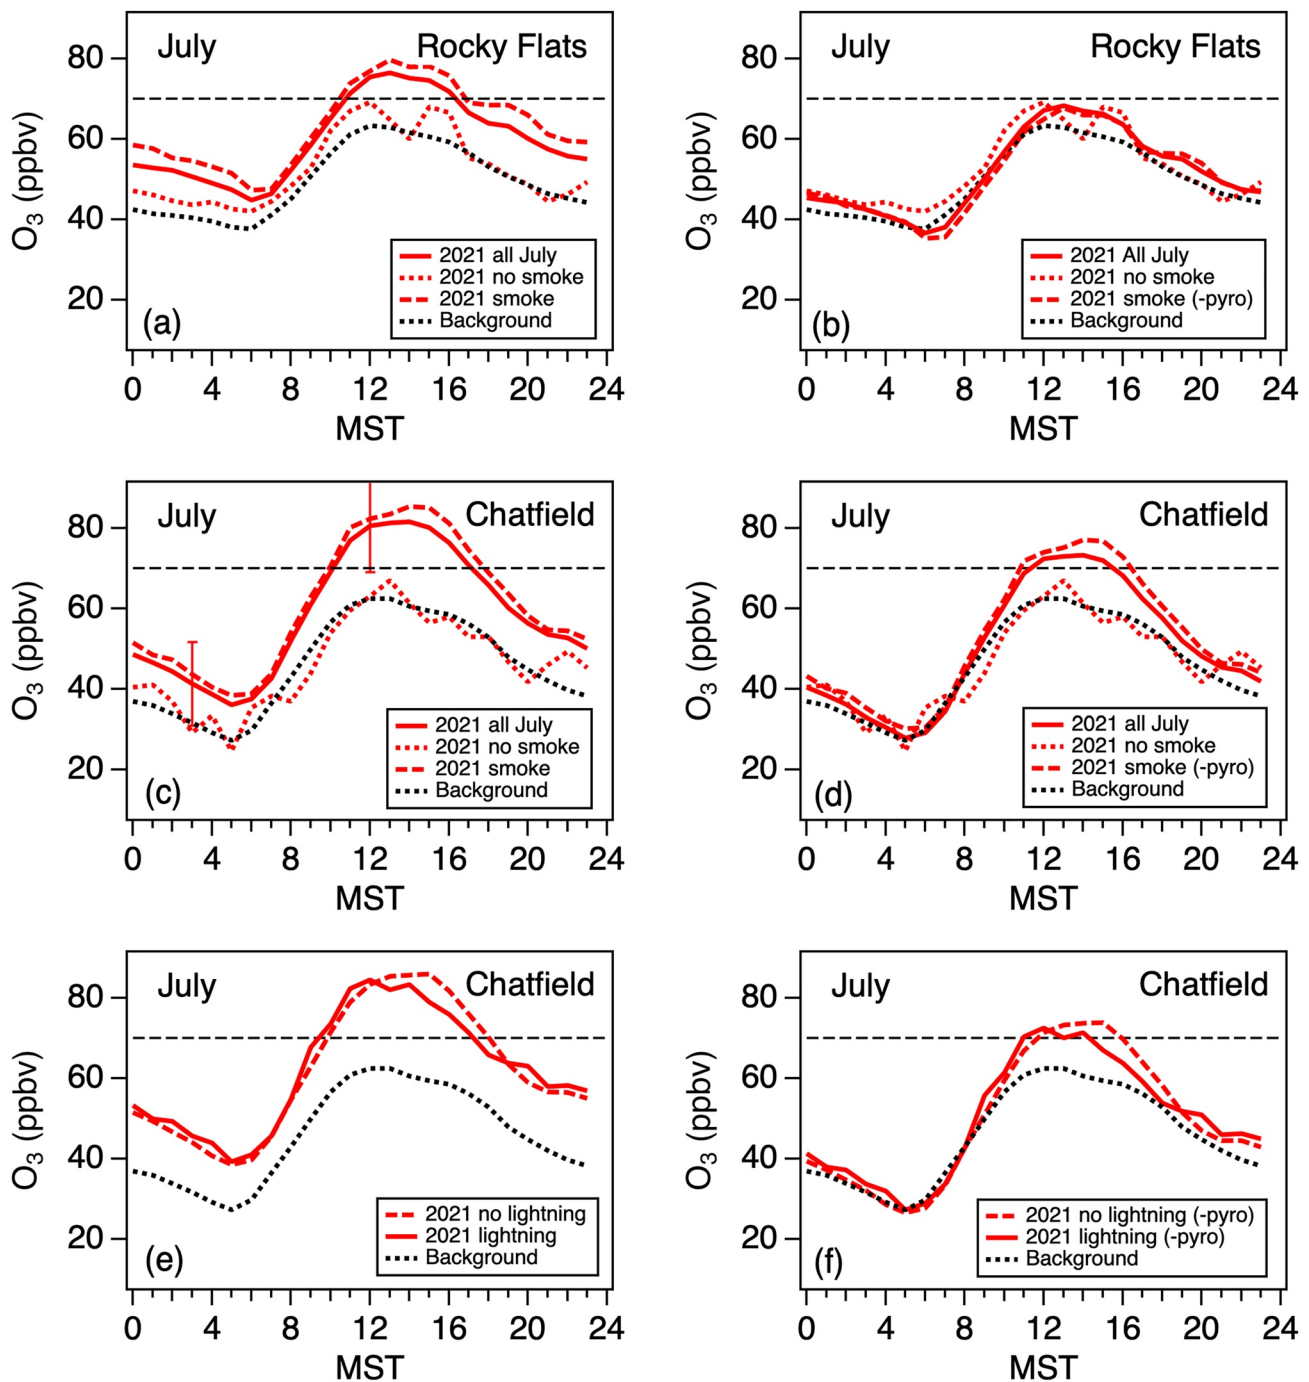 July Rocky Flats
80
60
40
20
O3 (ppbv)
2021 all July
2021 no smoke
2021 smoke
Background
(a)
0 4 8 12 16 20 24
MST
July Rocky Flats
80
60
40
20
O3 (ppbv)
2021 All July
2021 no smoke
2021 smoke (-pyro)
Background
(b)
0 4 8 12 16 20 24
MST
July Chatfield
80
60
40
20
O3 (ppbv)
2021 all July
2021 no smoke
2021 smoke
Background
(c)
0 4 8 12 16 20 24
MST
July Chatfield
80
60
40
20
O3 (ppbv)
2021 all July
2021 no smoke
2021 smoke (-pyro)
Background
(d)
0 4 8 12 16 20 24
MST
July Chatfield
80
60
40
20
O3 (ppbv)
2021 no lightning
2021 lightning
Background
(e)
0 4 8 12 16 20 24
MST
July Chatfield
80
60
40
20
O3 (ppbv)
2021 no lightning (-pyro)
2021 lightning (-pyro)
Background
(f)
0 4 8 12 16 20 24
MST